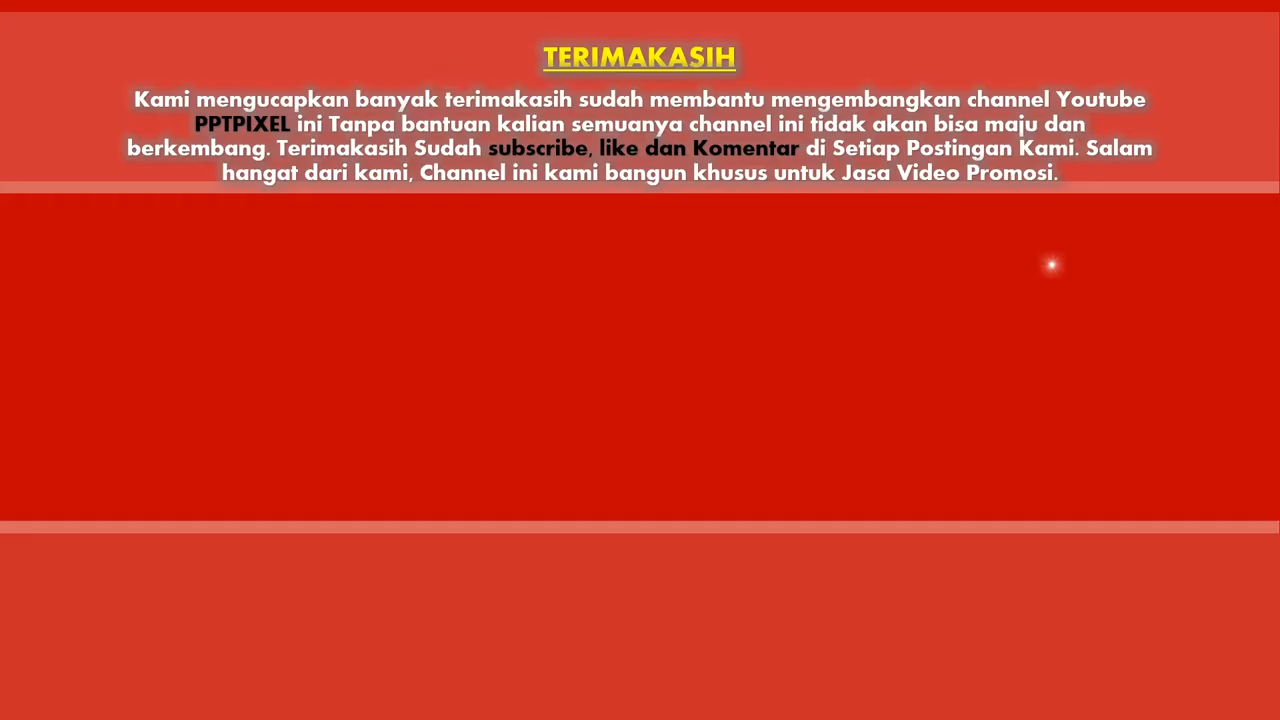 TERIMAKASIH
Kami mengucapkan banyak terimakasih sudah membantu mengembangkan channel Youtube
PPTPIXEL ini Tanpa bantuan kalian semuanya channel ini tidak akan bisa maju dan
berkembang. Terimakasih Sudah subscribe, like dan Komentar di Setiap Postingan Kami. Salam
hangat dari kami, Channel ini kami bangun khusus untuk Jasa Video Promosi.